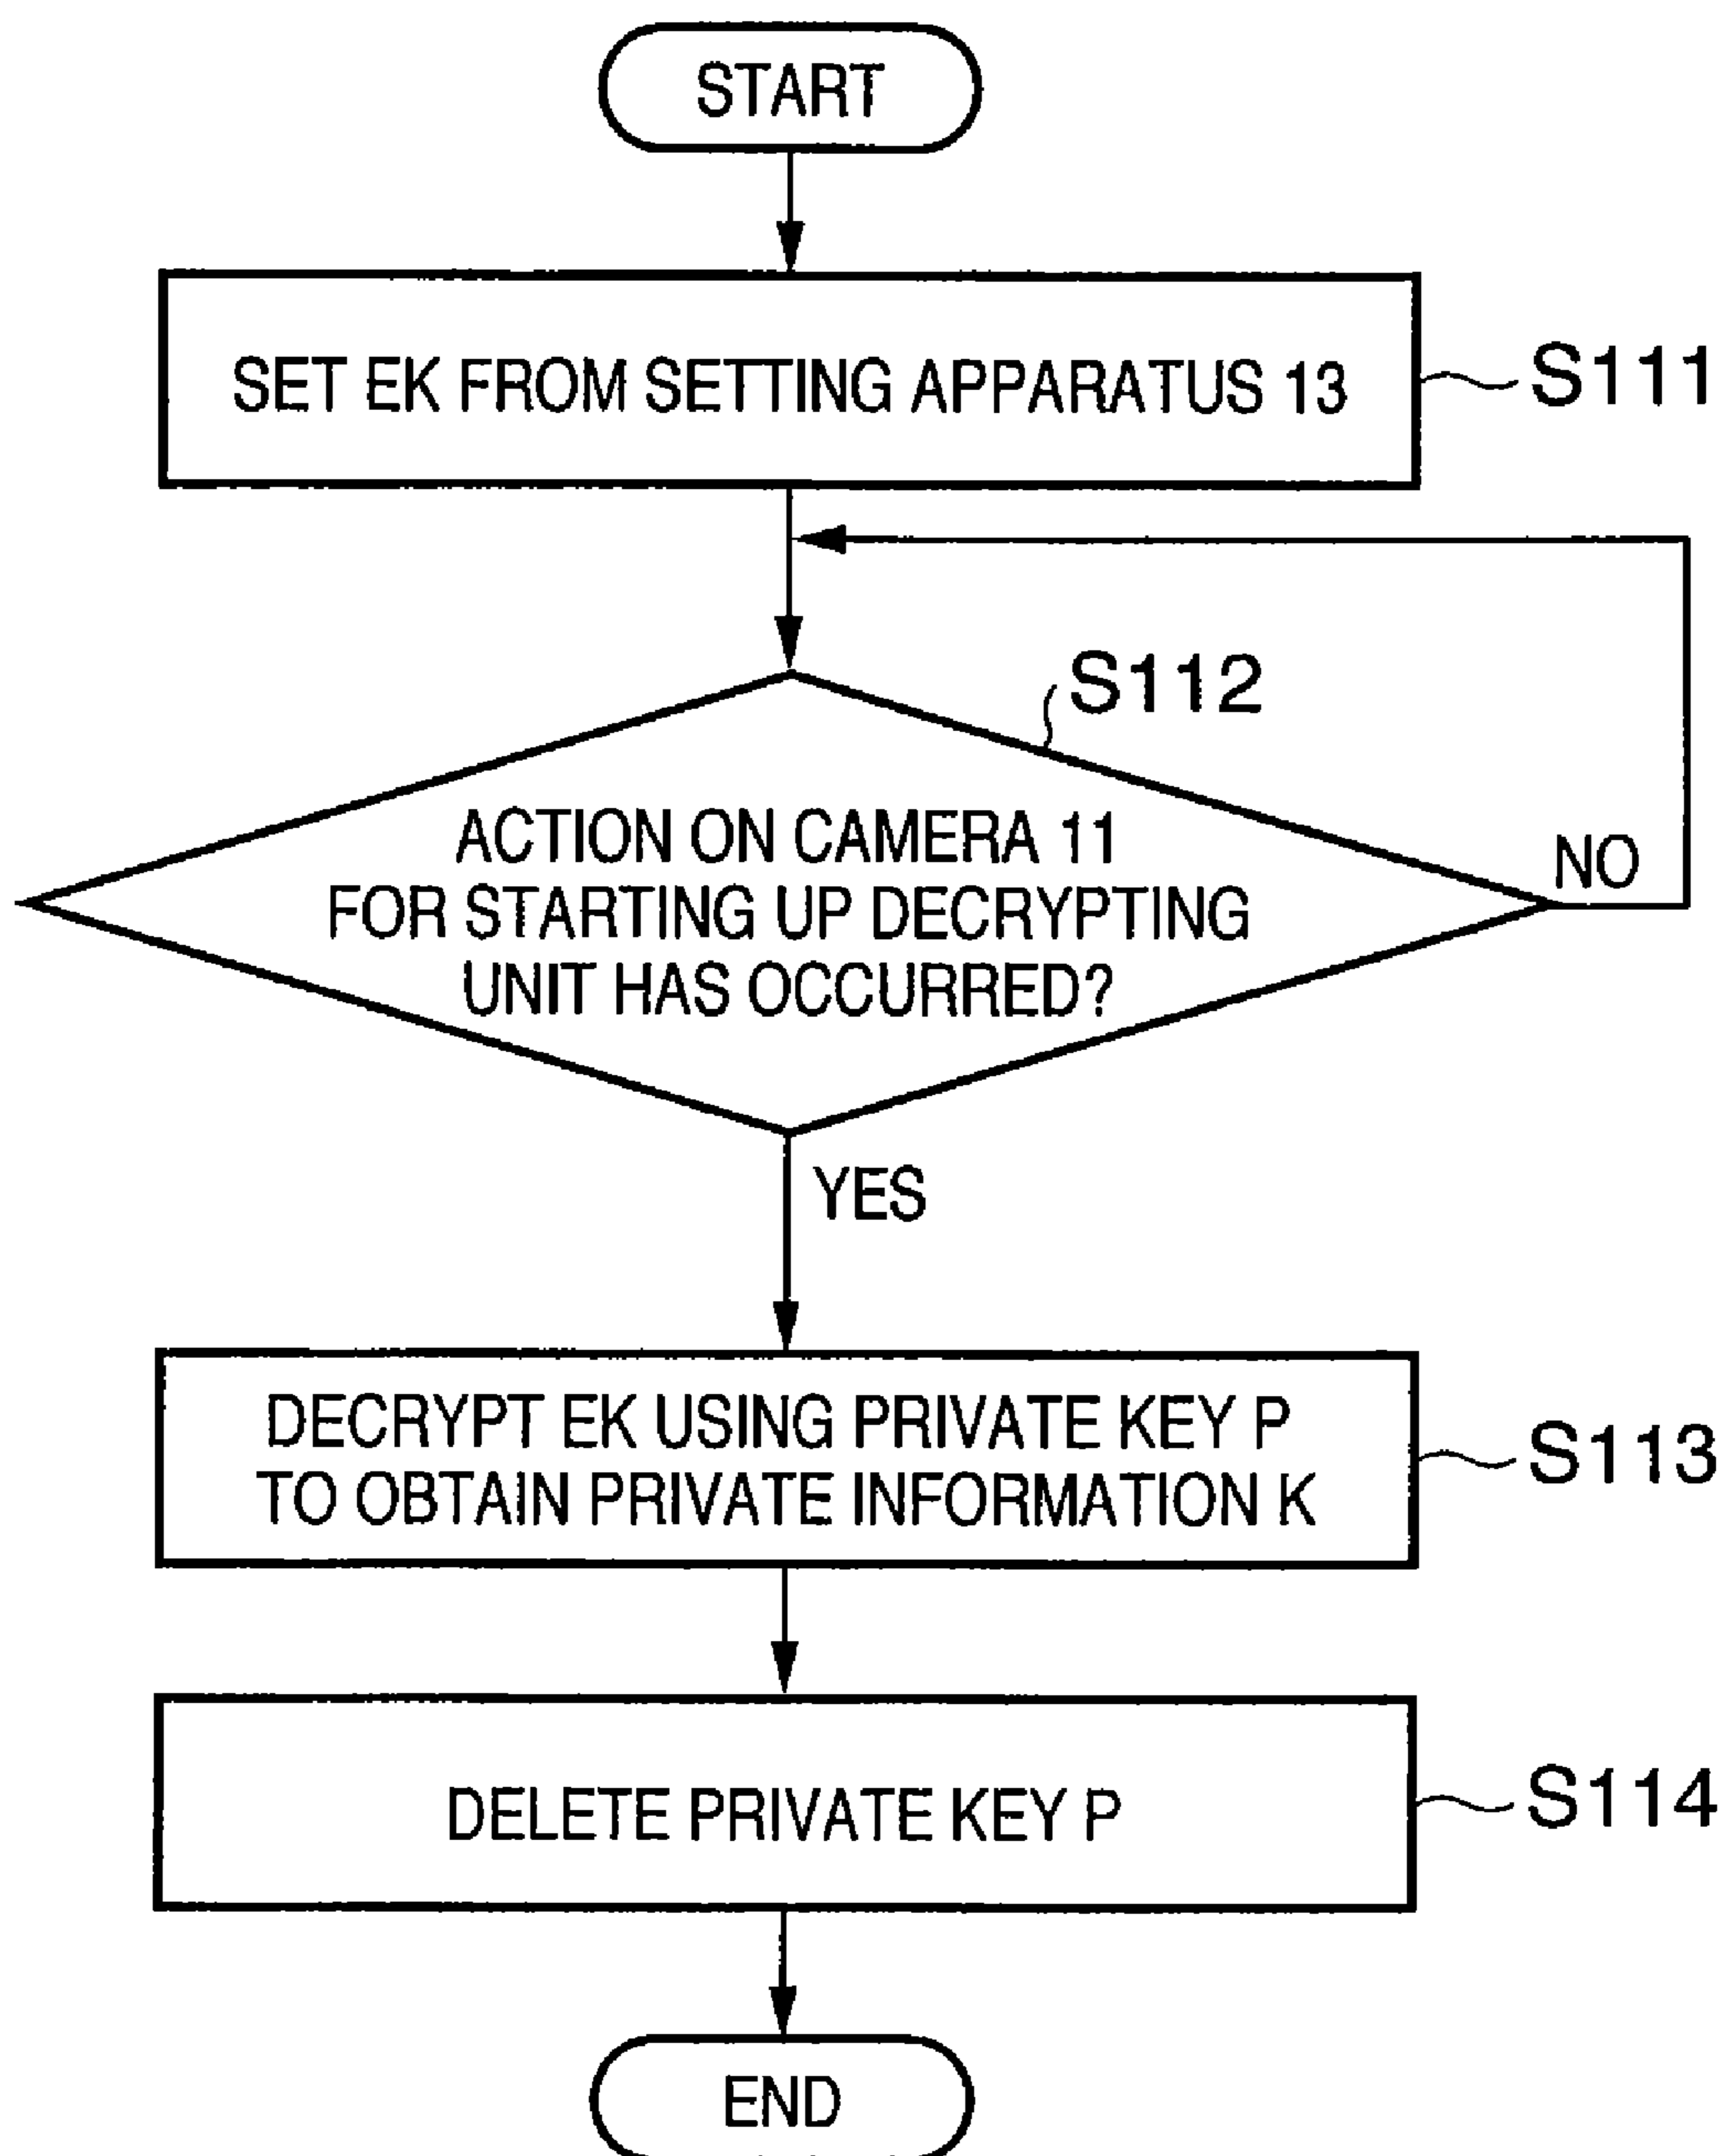 START
SET EK FROM SETTING APPARATUS 13
S111
S112
ACTION ON CAMERA 11
FOR STARTING UP DECRYPTING
UNIT HAS OCCURRED?
NO
YES
DECRYPT EK USING PRIVATE KEY P
TO OBTAIN PRIVATE INFORMATION K
S113
DELETE PRIVATE KEY P
S114
END